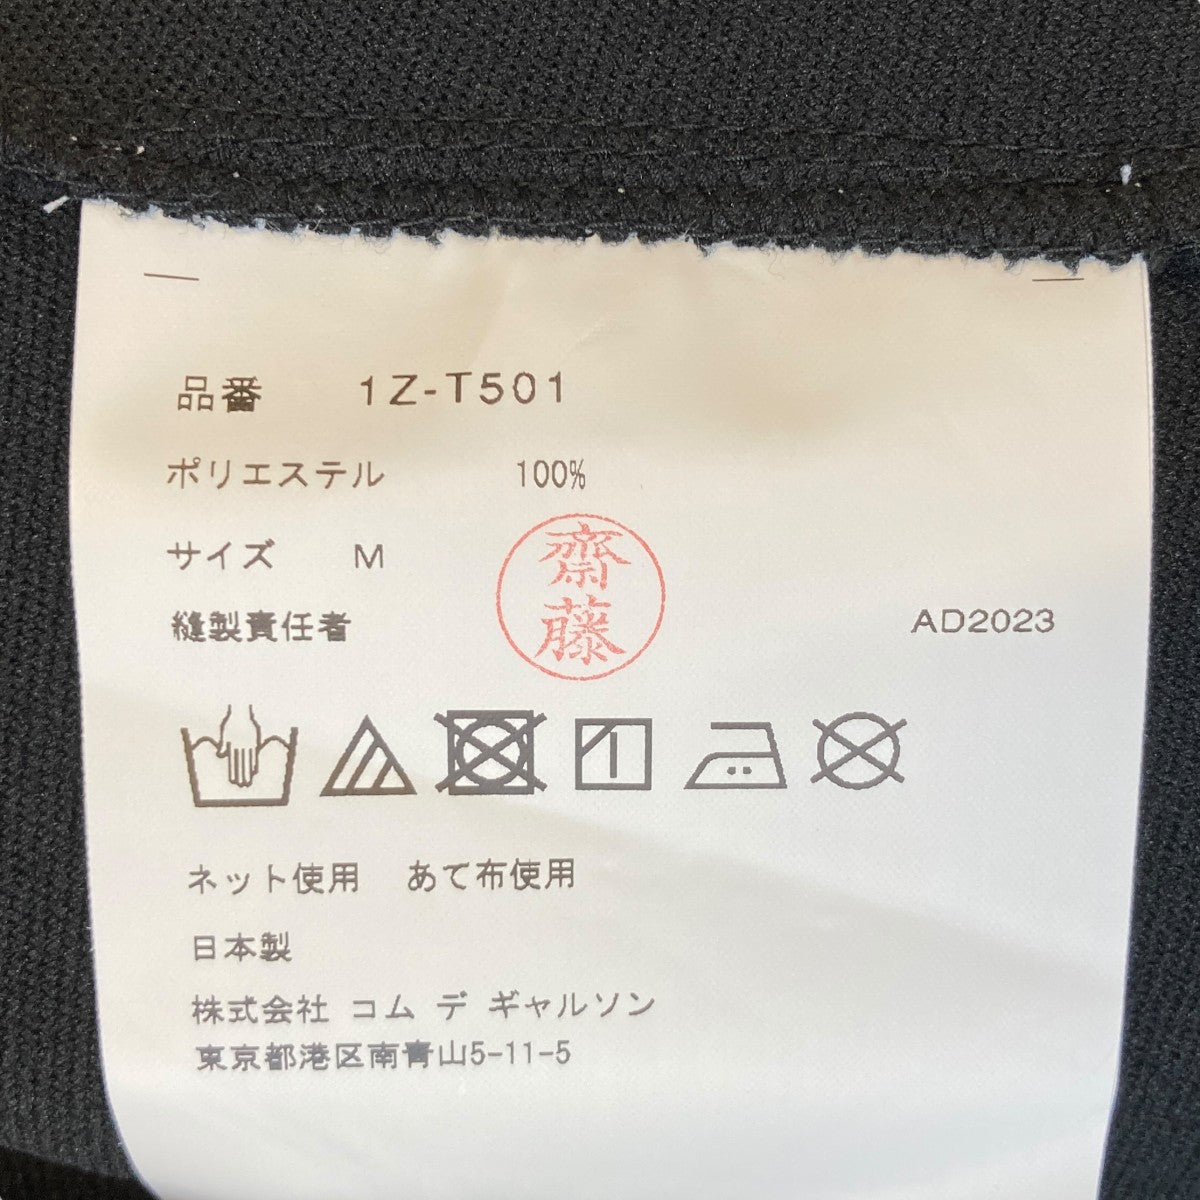 品番 1Z-T501
ポリエステル 100%
サイズ M
齋藤
縫製責任者 AD2023
ネット使用 あて布使用
日本製
株式会社 コム デ ギャルソン
東京都港区南青山5-11-5